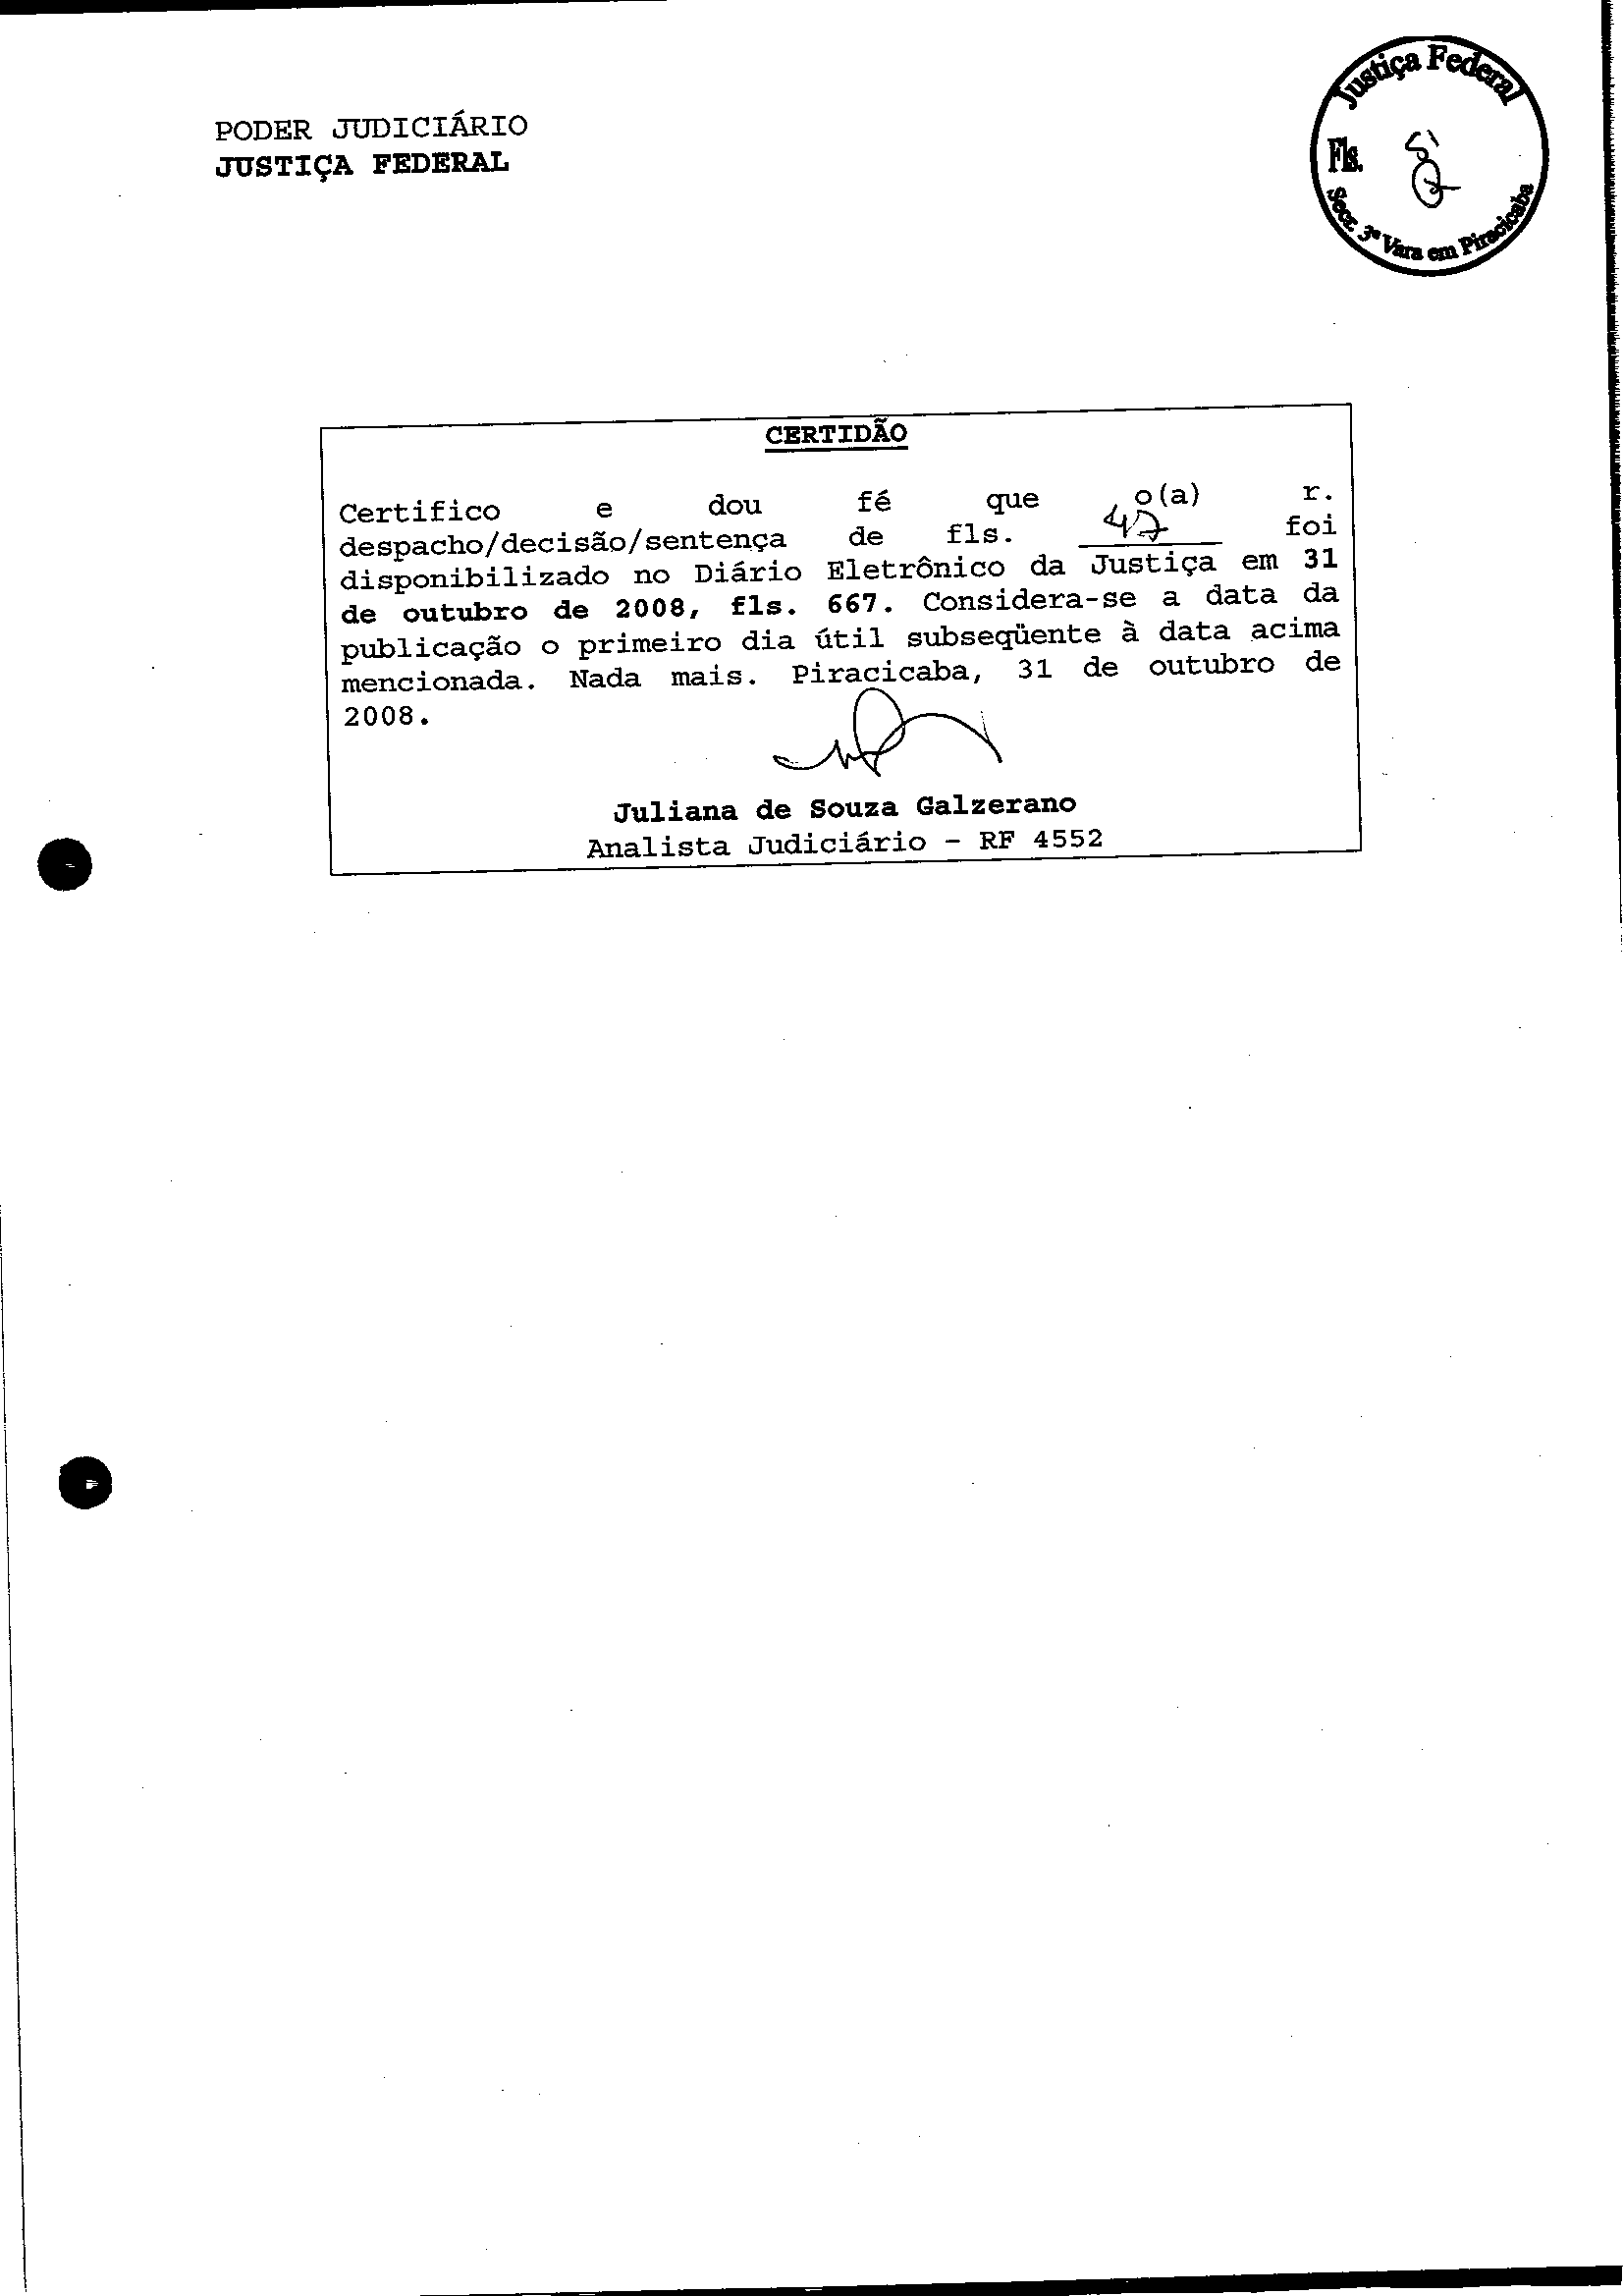 PODER JUDICIÁRIO
JUSTIÇA FEDERAL
Justiça Federal
Fls.
Secr. 3ª Vara em Piracicaba
CERTIDÃO
Certifico e dou fé que o(a) r.
despacho/decisão/sentença de fls. 47 foi
disponibilizado no Diário Eletrônico da Justiça em 31
de outubro de 2008, fls. 667. Considera-se a data da
publicação o primeiro dia útil subseqüente à data acima
mencionada. Nada mais. Piracicaba, 31 de outubro de
2008.
Juliana de Souza Galzerano
Analista Judiciário - RF 4552